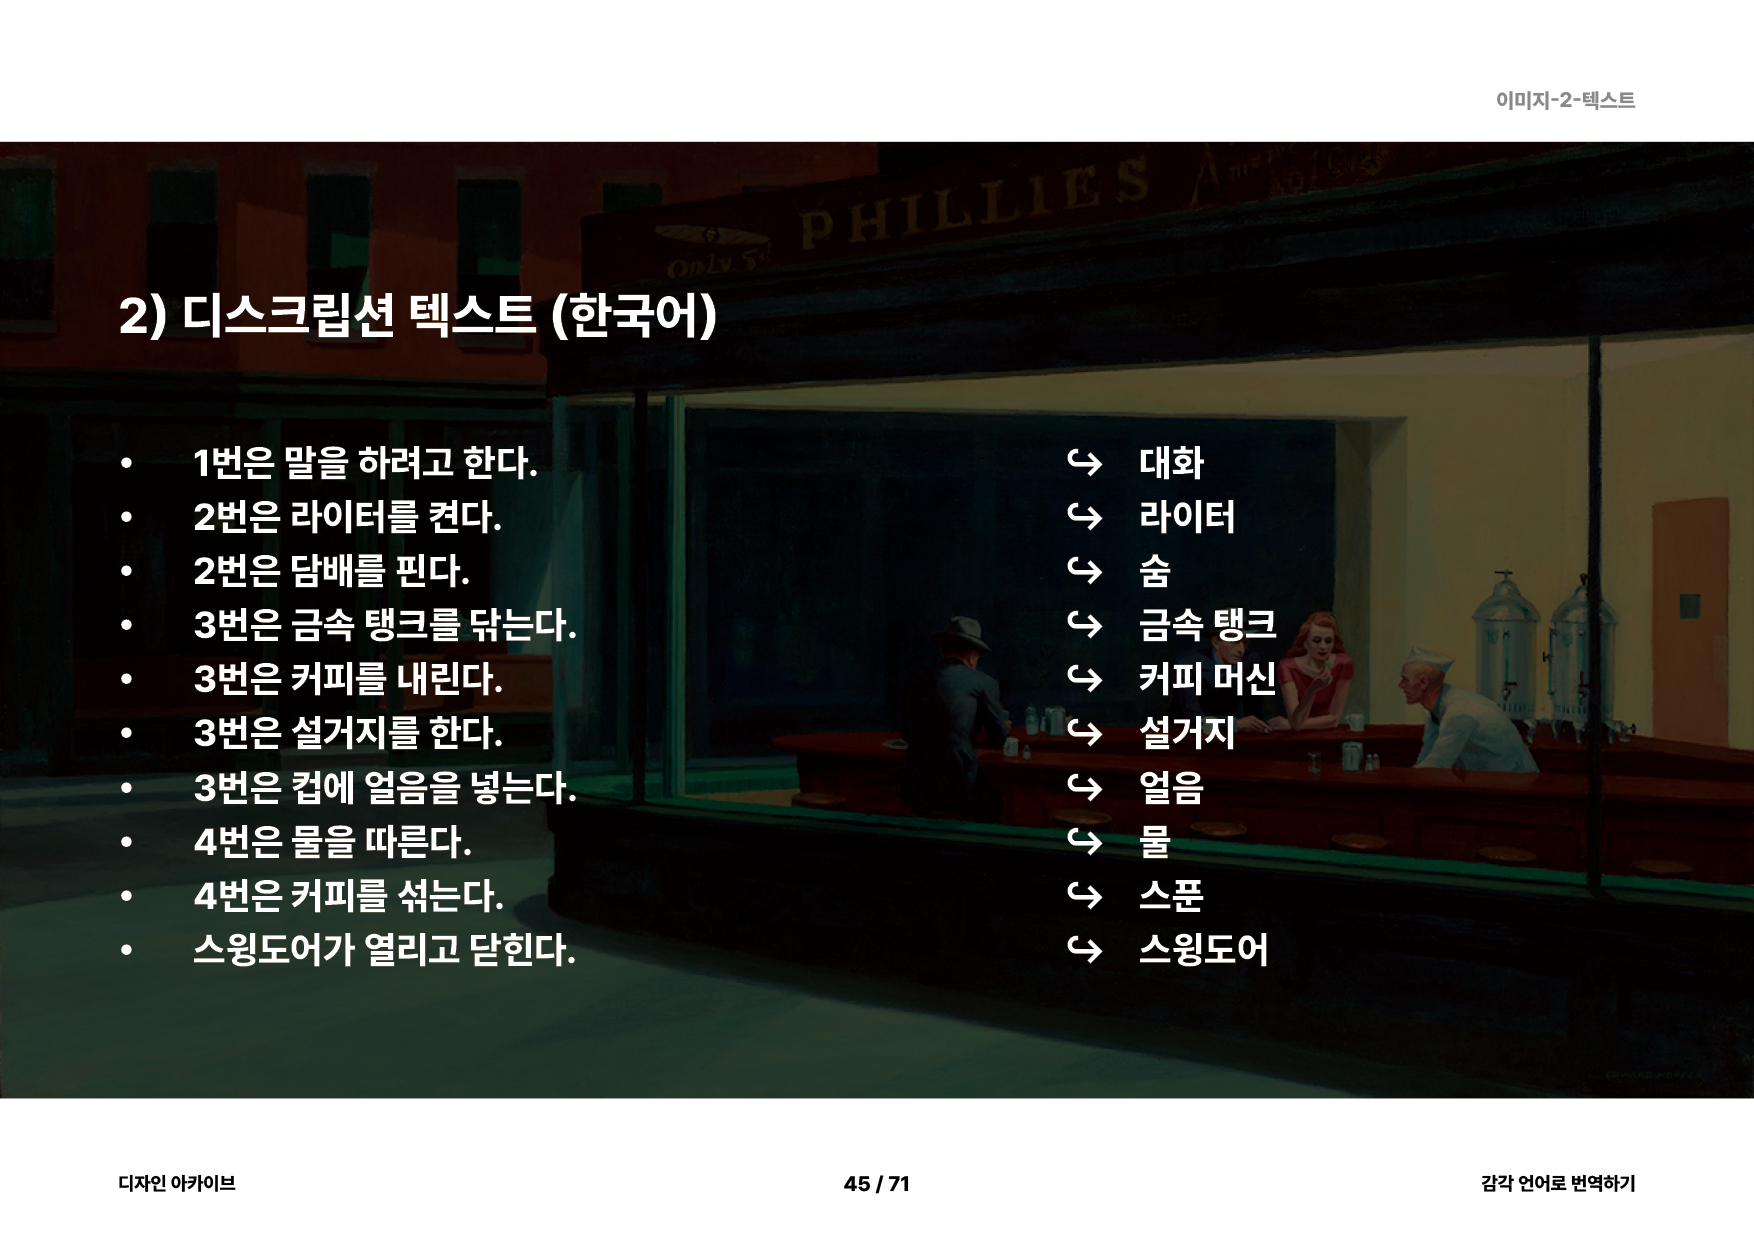 이미지-2-텍스트
Only 5¢ PHILLIES
2) 디스크립션 텍스트 (한국어)
• 1번은 말을 하려고 한다. ↪ 대화
• 2번은 라이터를 켠다. ↪ 라이터
• 2번은 담배를 핀다. ↪ 숨
• 3번은 금속 탱크를 닦는다. ↪ 금속 탱크
• 3번은 커피를 내린다. ↪ 커피 머신
• 3번은 설거지를 한다. ↪ 설거지
• 3번은 컵에 얼음을 넣는다. ↪ 얼음
• 4번은 물을 따른다. ↪ 물
• 4번은 커피를 섞는다. ↪ 스푼
• 스윙도어가 열리고 닫힌다. ↪ 스윙도어
디자인 아카이브 45 / 71 감각 언어로 번역하기